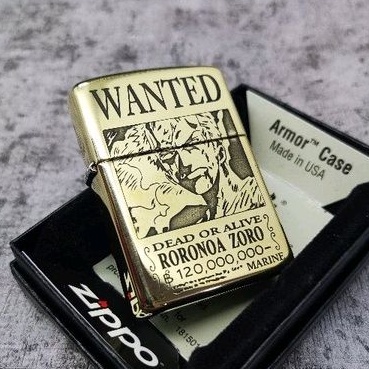 WANTED
DEAD OR ALIVE
RORONOA ZORO
฿ 120,000,000-
MARINE
Armor™ Case
Made in USA
zippo